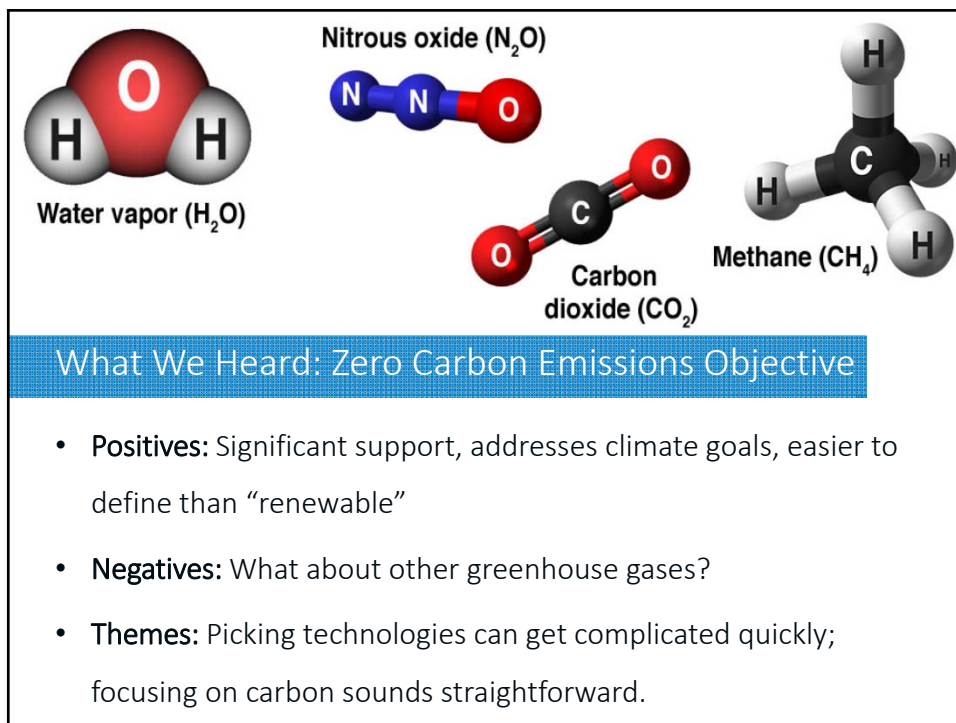 Nitrous oxide (N₂O)
O
H H
N N O
Water vapor (H₂O)
O
C
O
Carbon
dioxide (CO₂)
H
C
H
H
H
Methane (CH₄)
What We Heard: Zero Carbon Emissions Objective
• Positives: Significant support, addresses climate goals, easier to
define than “renewable”
• Negatives: What about other greenhouse gases?
• Themes: Picking technologies can get complicated quickly;
focusing on carbon sounds straightforward.